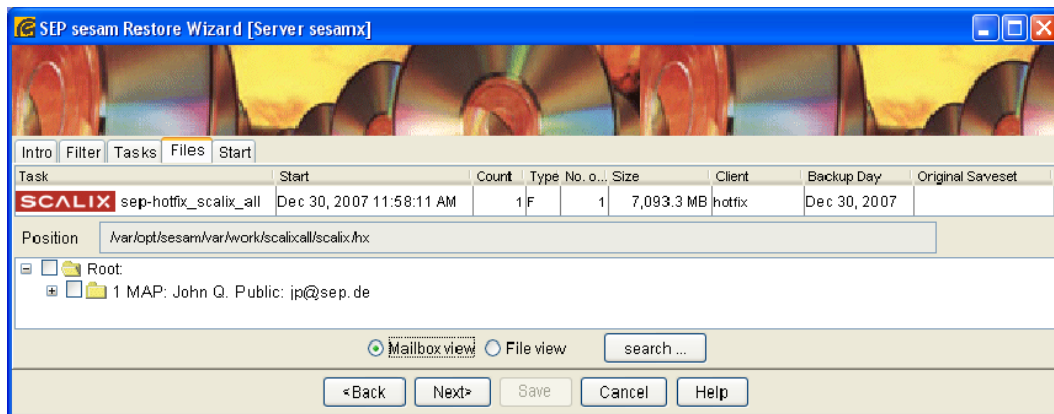 SEP sesam Restore Wizard [Server sesamx]
Intro Filter Tasks Files Start
Task Start Count Type No. o... Size Client Backup Day Original Saveset
SCALIX sep-hotfix_scalix_all Dec 30, 2007 11:58:11 AM 1 F 1 7,093.3 MB hotfix Dec 30, 2007
Position /var/opt/sesam/var/work/scalixall/scalix/hx
Root:
1 MAP: John Q. Public: jp@sep.de
Mailbox view File view search ...
<Back Next> Save Cancel Help